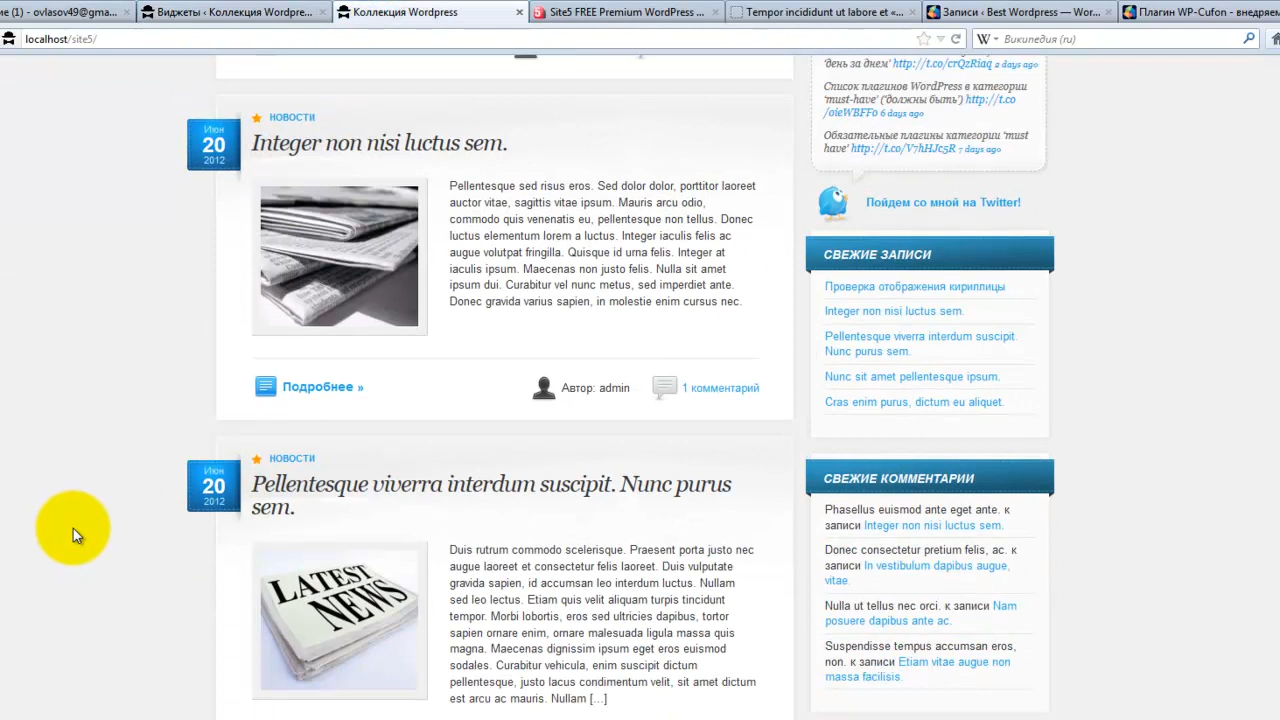 ие (1) - ovlasov49@gma...
Виджеты ‹ Коллекция Wordpre...
Коллекция Wordpress
Site5 FREE Premium WordPress ...
Tempor incididunt ut labore et «...
Записи ‹ Best Wordpress — Wor...
Плагин WP-Cufon - внедряем
localhost/site5/
Википедия (ru)
'день за днем' http://t.co/crQzRiaq 2 days ago
Список плагинов WordPress в категории
'must-have' ('должны быть') http://t.co
/oieWBFFo 6 days ago
Обязательные плагины категории 'must
have' http://t.co/V7hHJc5R 7 days ago
Пойдем со мной на Twitter!
Июн
20
2012
НОВОСТИ
Integer non nisi luctus sem.
Pellentesque sed risus eros. Sed dolor dolor, porttitor laoreet
auctor vitae, sagittis vitae ipsum. Mauris arcu odio,
commodo quis venenatis eu, pellentesque non tellus. Donec
luctus elementum lorem a luctus. Integer iaculis felis ac
augue volutpat fringilla. Quisque id urna felis. Integer at
iaculis ipsum. Maecenas non justo felis. Nulla sit amet
ipsum dui. Curabitur vel nunc metus, sed imperdiet ante.
Donec gravida varius sapien, in molestie enim cursus nec.
Подробнее »
Автор: admin
1 комментарий
СВЕЖИЕ ЗАПИСИ
Проверка отображения кириллицы
Integer non nisi luctus sem.
Pellentesque viverra interdum suscipit.
Nunc purus sem.
Nunc sit amet pellentesque ipsum.
Cras enim purus, dictum eu aliquet.
Июн
20
2012
НОВОСТИ
Pellentesque viverra interdum suscipit. Nunc purus
sem.
LATEST
NEWS
Duis rutrum commodo scelerisque. Praesent porta justo nec
augue laoreet et consectetur felis laoreet. Duis vulputate
gravida sapien, id accumsan leo interdum luctus. Nullam
sed leo lectus. Etiam quis velit aliquam turpis tincidunt
tempor. Morbi lobortis, eros sed ultricies dapibus, tortor
sapien ornare enim, ornare malesuada ligula massa quis
magna. Maecenas dignissim ipsum eget eros euismod
sodales. Curabitur vehicula, enim suscipit dictum
pellentesque, justo lacus condimentum velit, sit amet dictum
est arcu ac mauris. Nullam [...]
СВЕЖИЕ КОММЕНТАРИИ
Phasellus euismod ante eget ante. к
записи Integer non nisi luctus sem.
Donec consectetur pretium felis, ac. к
записи In vestibulum dapibus augue,
vitae.
Nulla ut tellus nec orci. к записи Nam
posuere dapibus ante ac.
Suspendisse tempus accumsan eros,
non. к записи Etiam vitae augue non
massa facilisis.